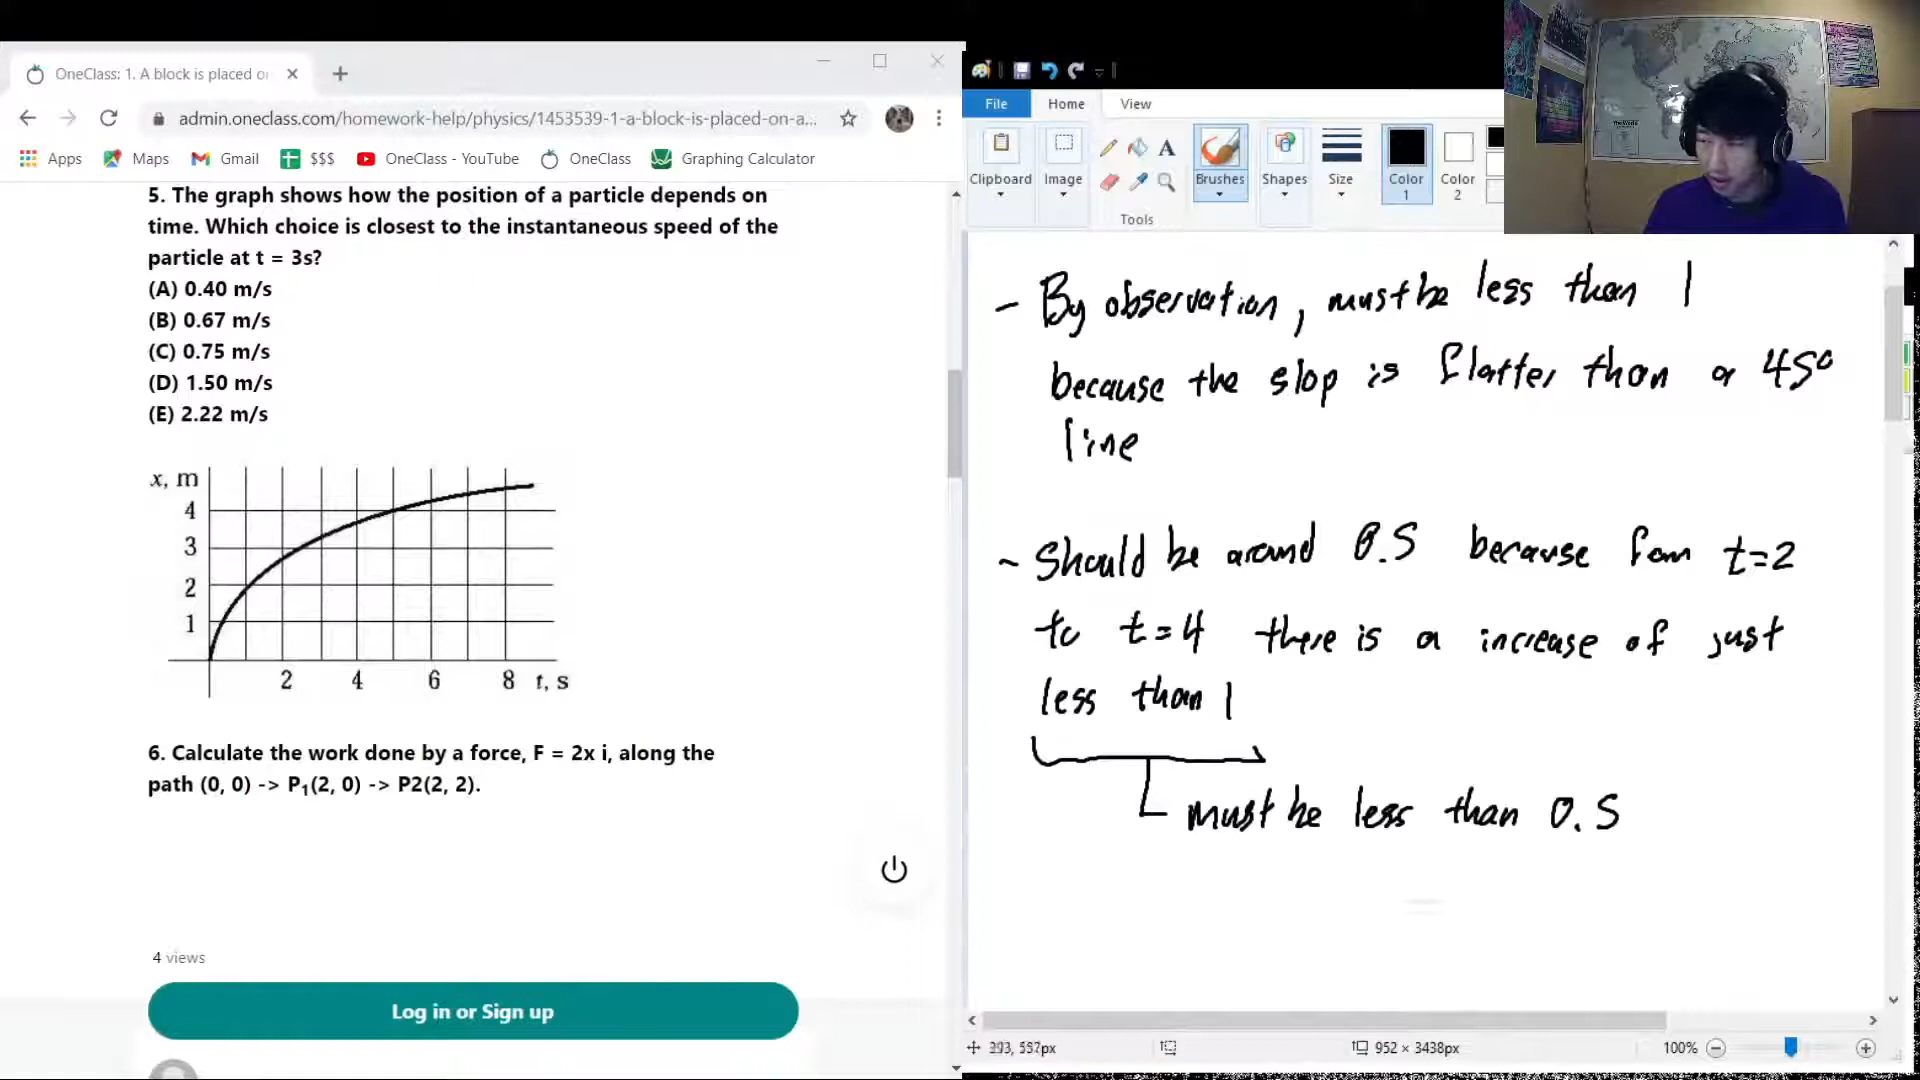 OneClass: 1. A block is placed or
admin.oneclass.com/homework-help/physics/1453539-1-a-block-is-placed-on-a...
Apps
Maps
Gmail
$$$
OneClass - YouTube
OneClass
Graphing Calculator
5. The graph shows how the position of a particle depends on
time. Which choice is closest to the instantaneous speed of the
particle at t = 3s?
(A) 0.40 m/s
(B) 0.67 m/s
(C) 0.75 m/s
(D) 1.50 m/s
(E) 2.22 m/s
x, m
4
3
2
1
2 4 6 8 t, s
6. Calculate the work done by a force, F = 2x i, along the
path (0, 0) -> P1(2, 0) -> P2(2, 2).
4 views
Log in or Sign up
File Home View
Clipboard
Image
A
Tools
Brushes
Shapes
Size
Color
1
Color
2
- By observation, must be less than 1
because the slop is flatter than a 45°
line
~ Should be around 0.5 because from t=2
to t=4 there is a increase of just
less than 1
must be less than 0.5
952 × 3438px
100%